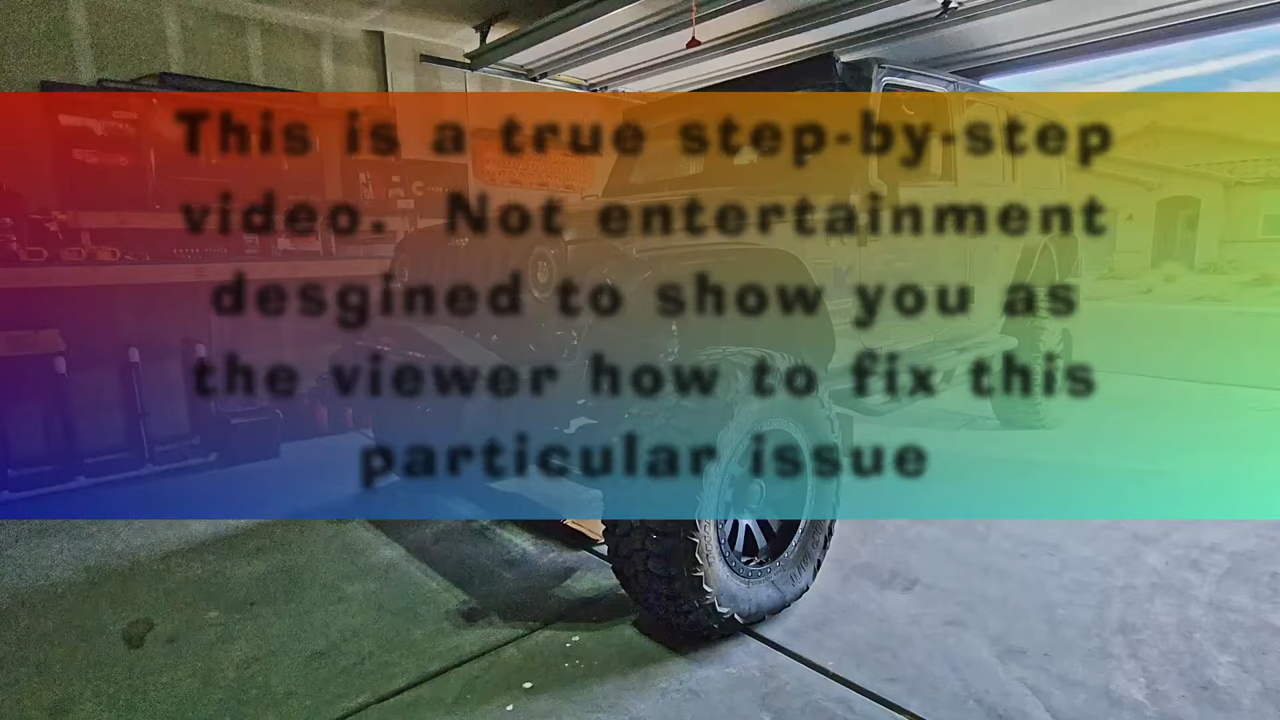 This is a true step-by-step
video. Not entertainment
desgined to show you as
the viewer how to fix this
particular issue